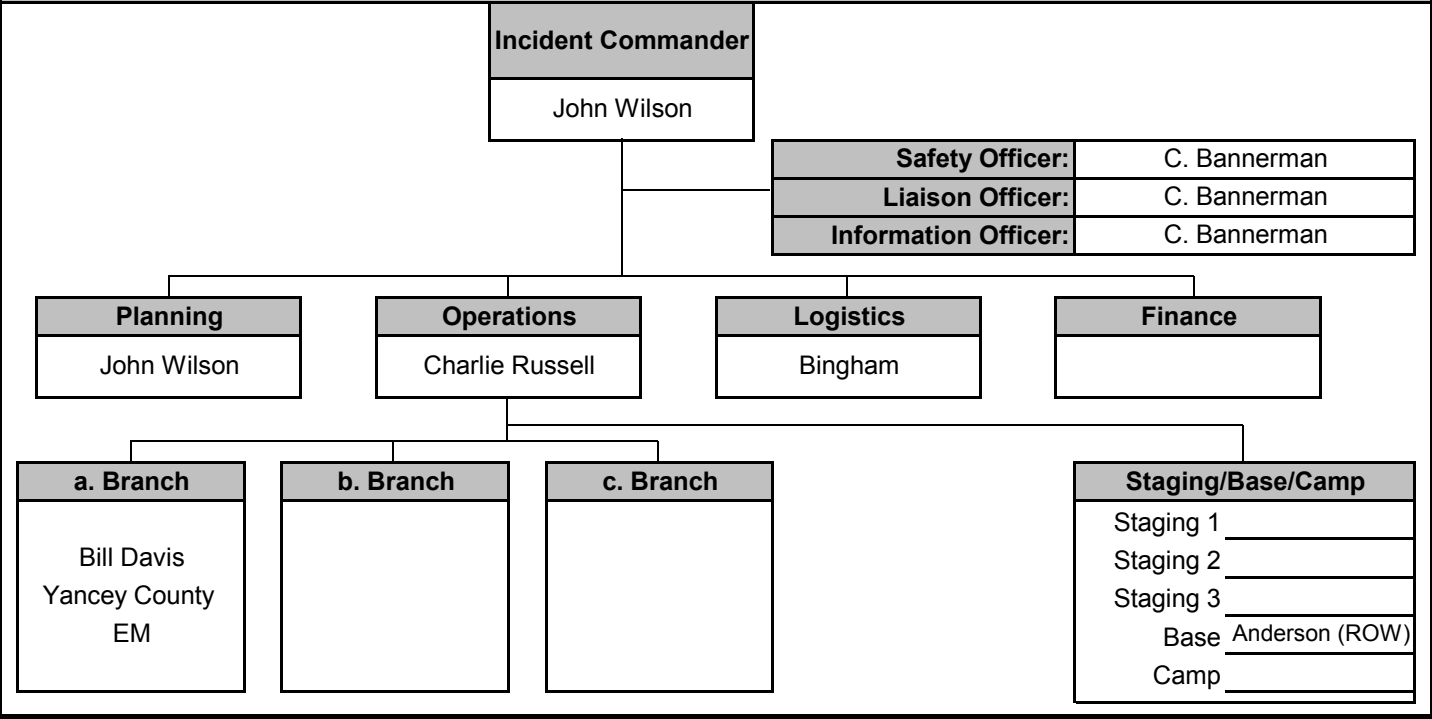 Incident Commander
John Wilson
Safety Officer: C. Bannerman
Liaison Officer: C. Bannerman
Information Officer: C. Bannerman
Planning
John Wilson
Operations
Charlie Russell
Logistics
Bingham
Finance
a. Branch
Bill Davis
Yancey County
EM
b. Branch
c. Branch
Staging/Base/Camp
Staging 1
Staging 2
Staging 3
Base Anderson (ROW)
Camp